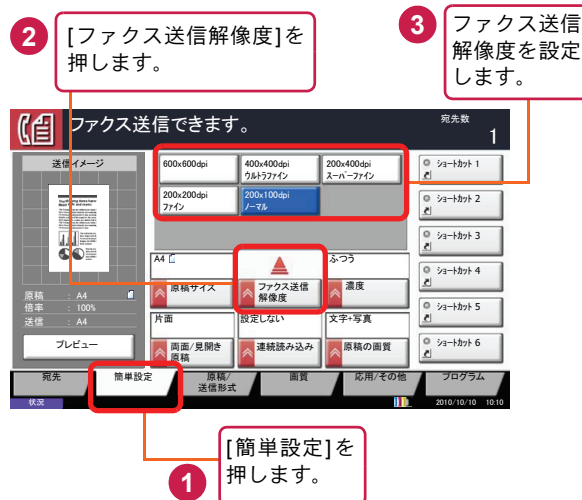 2
[ファクス送信解像度]を
押します。
3
ファクス送信
解像度を設定
します。
ファクス送信できます。
宛先数
1
送信イメージ
600x600dpi
400x400dpi
ウルトラファイン
200x400dpi
スーパーファイン
200x200dpi
ファイン
200x100dpi
ノーマル
ショートカット 1
ショートカット 2
ショートカット 3
ショートカット 4
ショートカット 5
ショートカット 6
原稿 : A4
倍率 : 100%
送信 : A4
プレビュー
A4
原稿サイズ
ファクス送信
解像度
ふつう
濃度
片面
両面/見開き
原稿
設定しない
連続読み込み
文字+写真
原稿の画質
宛先
簡単設定
原稿/
送信形式
画質
応用/その他
プログラム
状況
2010/10/10 10:10
1
[簡単設定]を
押します。